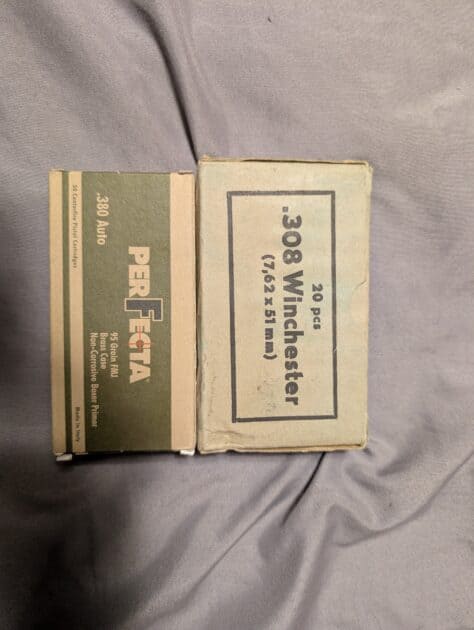 50 Centerfire Pistol Cartridges
.380 Auto
PERFECTA
95 Grain FMJ
Brass Case
Non-Corrosive Boxer Primer
Made in Italy
20 pcs
.308 Winchester
(7,62 x 51 mm)